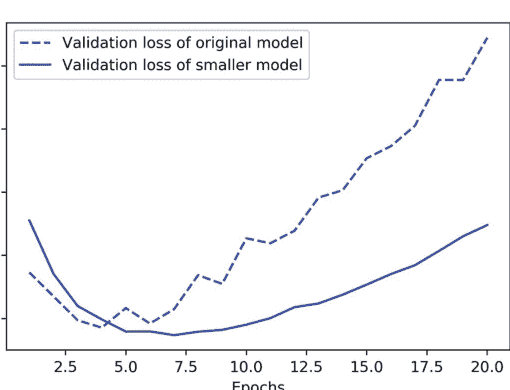 Validation loss of original model
Validation loss of smaller model
2.5 5.0 7.5 10.0 12.5 15.0 17.5 20.0
Epochs